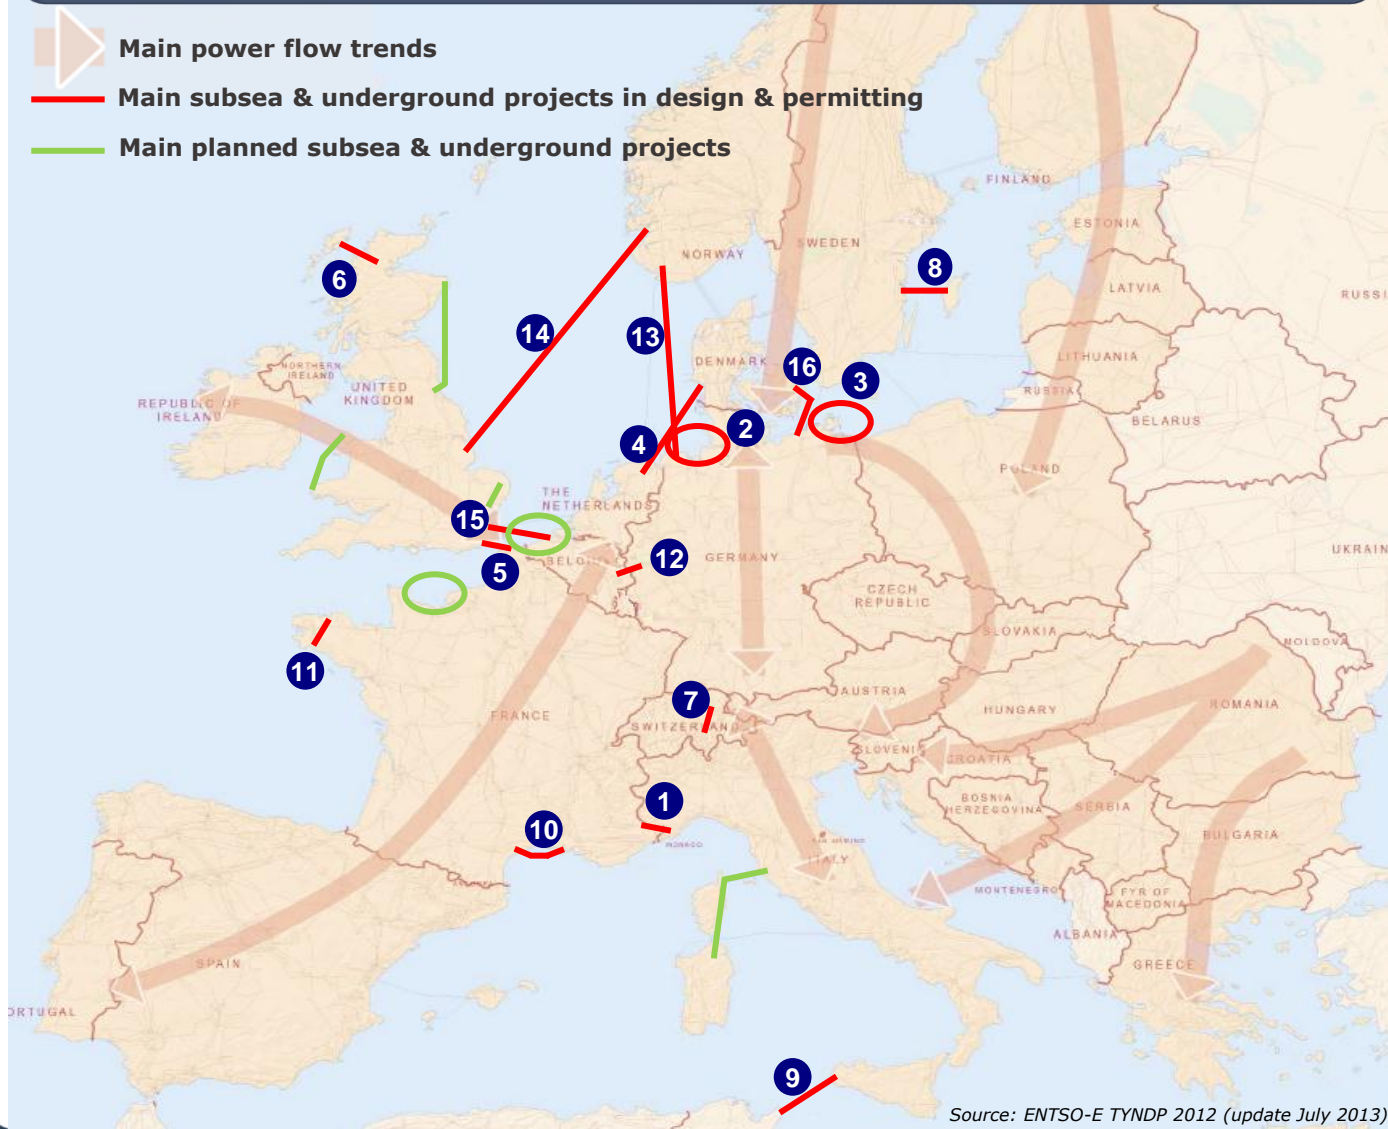 Main power flow trends
Main subsea & underground projects in design & permitting
Main planned subsea & underground projects
FINLAND
ESTONIA
NORWAY
SWEDEN
8
6
LATVIA
RUSSI
14
13
DENMARK
LITHUANIA
16
3
RUSSIA
NORTHERN
IRELAND
UNITED
KINGDOM
REPUBLIC OF
IRELAND
BELARUS
2
4
POLAND
THE
NETHERLANDS
15
GERMANY
12
UKRAIN
BELGIUM
5
CZECH
REPUBLIC
SLOVAKIA
MOLDOVA
11
7
AUSTRIA
HUNGARY
ROMANIA
FRANCE
SWITZERLAND
SLOVENI
CROATIA
1
BOSNIA
HERZEGOVINA
SERBIA
10
MONACO
SAN MARINO
ITALY
BULGARIA
MONTENEGRO
FYR OF
MACEDONIA
ALBANIA
SPAIN
GREECE
ORTUGAL
9
Source: ENTSO-E TYNDP 2012 (update July 2013)